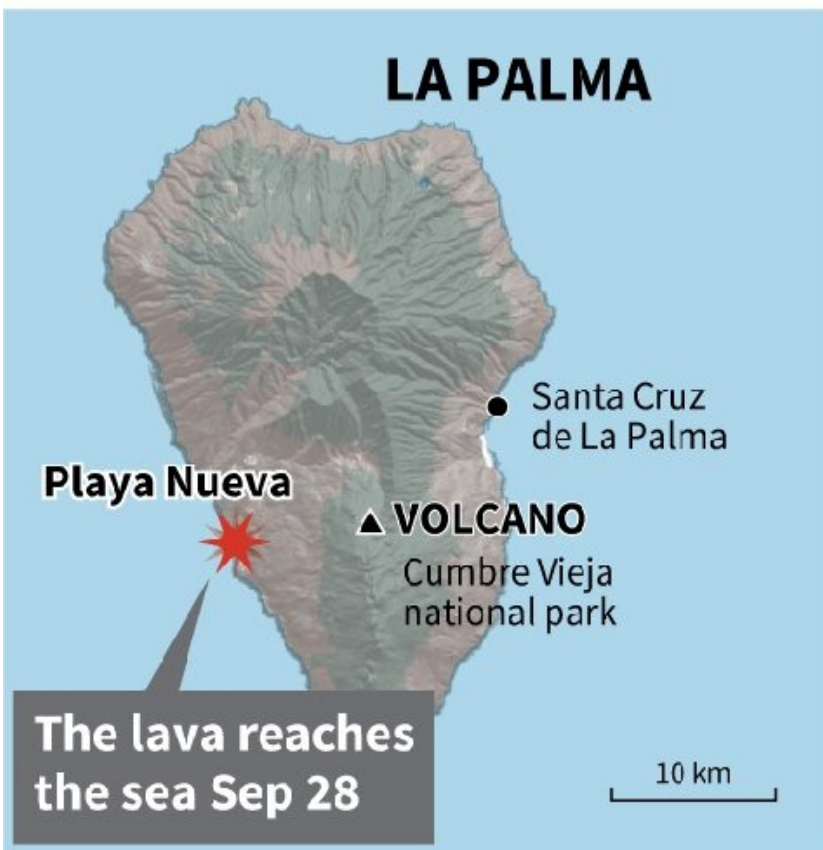 LA PALMA
Santa Cruz
de La Palma
Playa Nueva
VOLCANO
Cumbre Vieja
national park
The lava reaches
the sea Sep 28
10 km